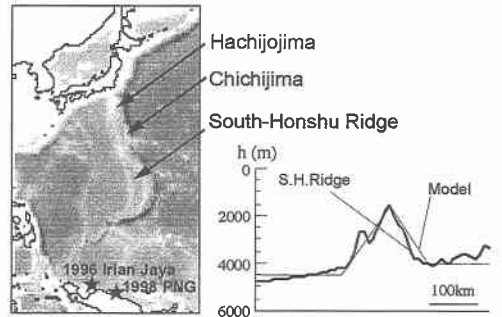 Hachijojima
Chichijima
South-Honshu Ridge
1996 Irian Jaya
1998 PNG
h (m)
0
2000
4000
6000
S.H.Ridge
Model
100km